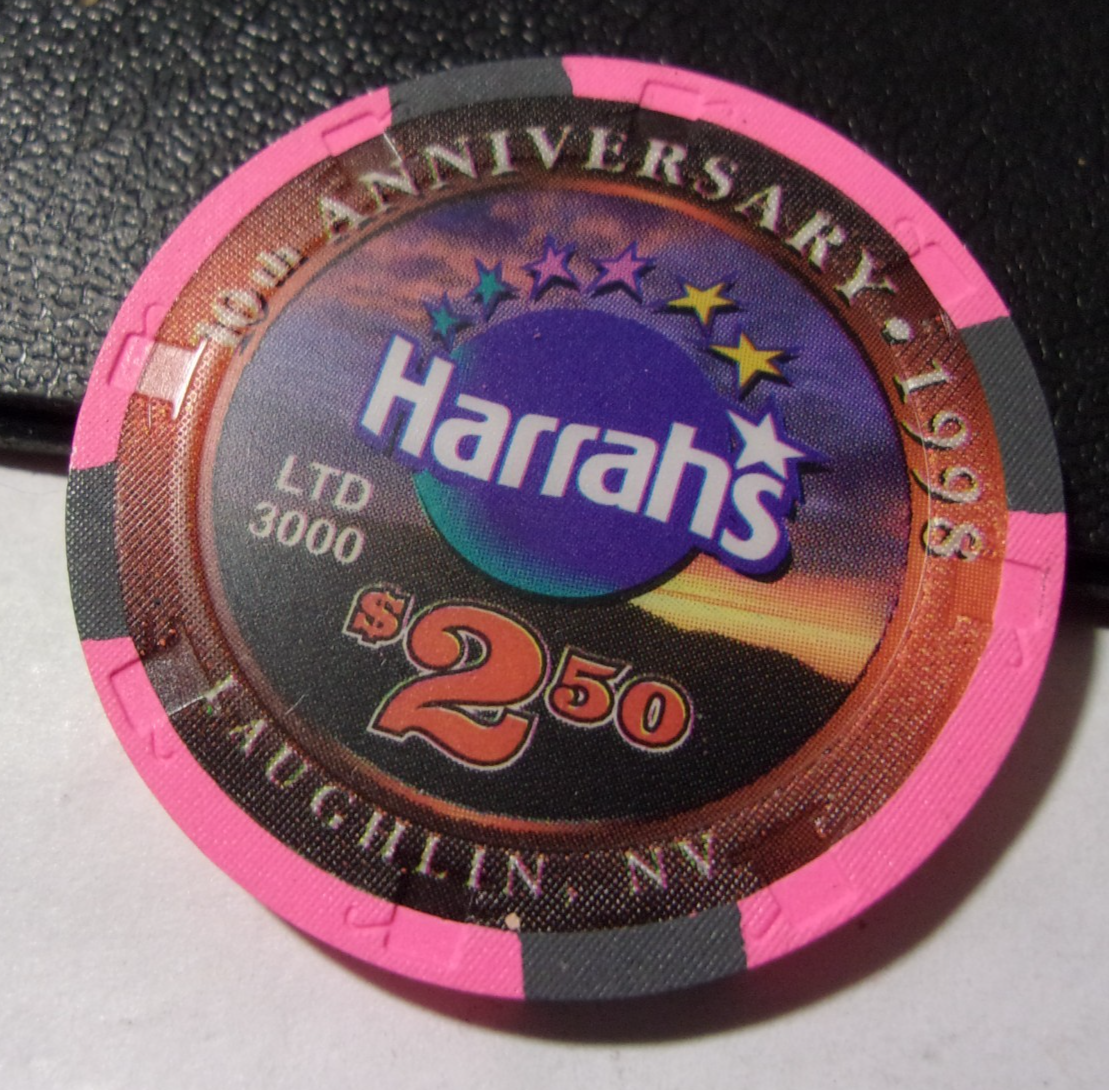 10th ANNIVERSARY • 1998
Harrah's
LTD
3000
$2.50
LAUGHLIN, NV